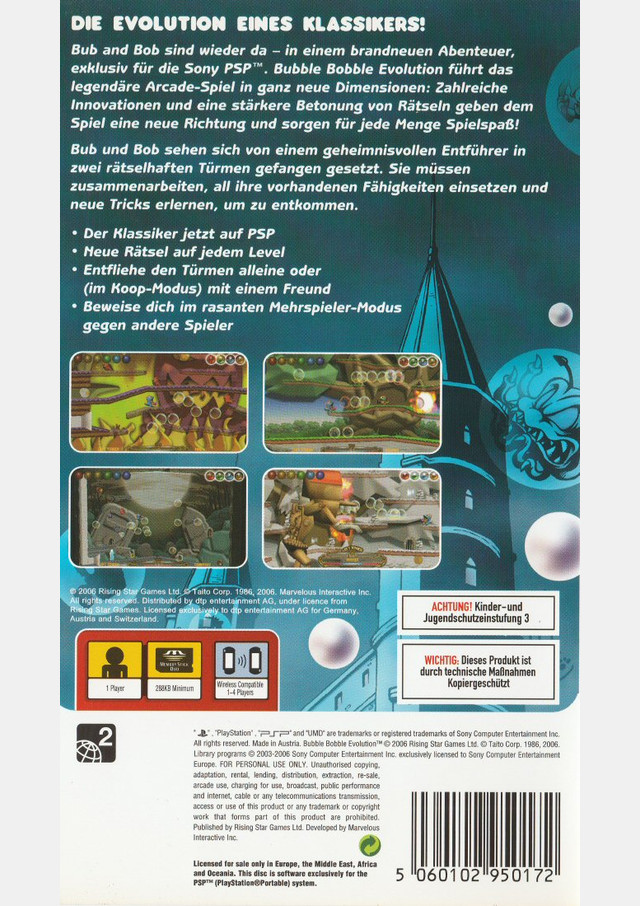 DIE EVOLUTION EINES KLASSIKERS!
Bub and Bob sind wieder da – in einem brandneuen Abenteuer,
exklusiv für die Sony PSP™. Bubble Bobble Evolution führt das
legendäre Arcade-Spiel in ganz neue Dimensionen: Zahlreiche
Innovationen und eine stärkere Betonung von Rätseln geben dem
Spiel eine neue Richtung und sorgen für jede Menge Spielspaß!
Bub und Bob sehen sich von einem geheimnisvollen Entführer in
zwei rätselhaften Türmen gefangen gesetzt. Sie müssen
zusammenarbeiten, all ihre vorhandenen Fähigkeiten einsetzen und
neue Tricks erlernen, um zu entkommen.
• Der Klassiker jetzt auf PSP
• Neue Rätsel auf jedem Level
• Entfliehe den Türmen alleine oder
(im Koop-Modus) mit einem Freund
• Beweise dich im rasanten Mehrspieler-Modus
gegen andere Spieler
© 2006 Rising Star Games Ltd. © Taito Corp. 1986, 2006. Marvelous Interactive Inc.
All rights reserved. Distributed by dtp entertainment AG, under licence from
Rising Star Games. Licensed exclusively to dtp entertainment AG for Germany,
Austria and Switzerland.
ACHTUNG! Kinder-und
Jugendschutzeinstufung 3
WICHTIG: Dieses Produkt ist
durch technische Maßnahmen
Kopiergeschützt
MEMORY STICK
DUO
1 Player
288KB Minimum
Wireless Compatible
1-4 Players
2
"PlayStation", "PSP" and "UMD" are trademarks or registered trademarks of Sony Computer Entertainment Inc.
All rights reserved. Made in Austria. Bubble Bobble Evolution™ © 2006 Rising Star Games Ltd. © Taito Corp. 1986, 2006.
Library programs © 2003-2006 Sony Computer Entertainment Inc. exclusively licensed to Sony Computer Entertainment
Europe. FOR PERSONAL USE ONLY. Unauthorised copying,
adaptation, rental, lending, distribution, extraction, re-sale,
arcade use, charging for use, broadcast, public performance
and internet, cable or any telecommunications transmission,
access or use of this product or any trademark or copyright
work that forms part of this product are prohibited.
Published by Rising Star Games Ltd. Developed by Marvelous
Interactive Inc.
Licensed for sale only in Europe, the Middle East, Africa
and Oceania. This disc is software exclusively for the
PSP™ (PlayStation®Portable) system.
5 060102 950172